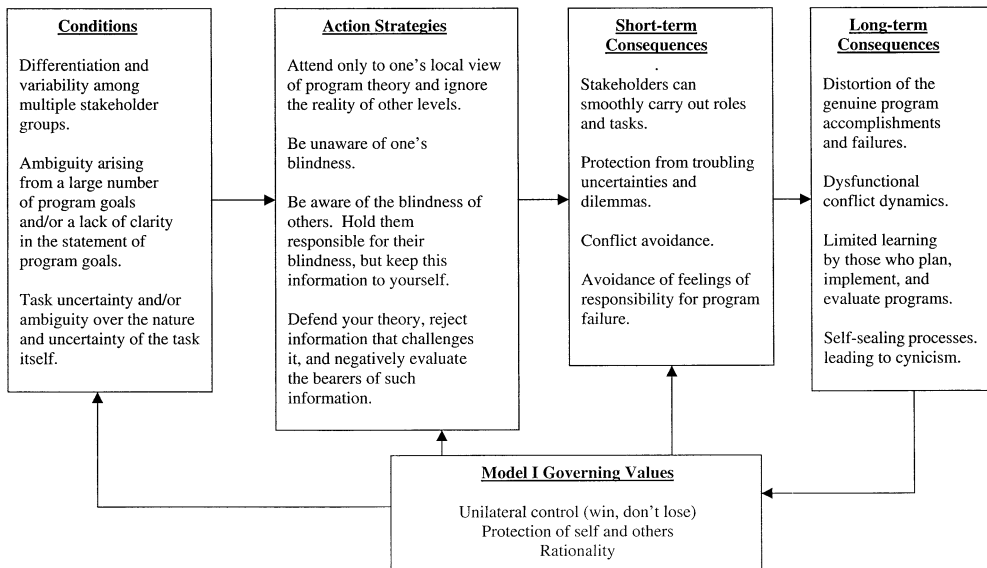 Conditions
Differentiation and
variability among
multiple stakeholder
groups.
Ambiguity arising
from a large number
of program goals
and/or a lack of clarity
in the statement of
program goals.
Task uncertainty and/or
ambiguity over the nature
and uncertainty of the task
itself.
Action Strategies
Attend only to one's local view
of program theory and ignore
the reality of other levels.
Be unaware of one's
blindness.
Be aware of the blindness of
others. Hold them
responsible for their
blindness, but keep this
information to yourself.
Defend your theory, reject
information that challenges
it, and negatively evaluate
the bearers of such
information.
Short-term
Consequences
Stakeholders can
smoothly carry out roles
and tasks.
Protection from troubling
uncertainties and
dilemmas.
Conflict avoidance.
Avoidance of feelings of
responsibility for program
failure.
Long-term
Consequences
Distortion of the
genuine program
accomplishments
and failures.
Dysfunctional
conflict dynamics.
Limited learning
by those who plan,
implement, and
evaluate programs.
Self-sealing processes.
leading to cynicism.
Model I Governing Values
Unilateral control (win, don't lose)
Protection of self and others
Rationality